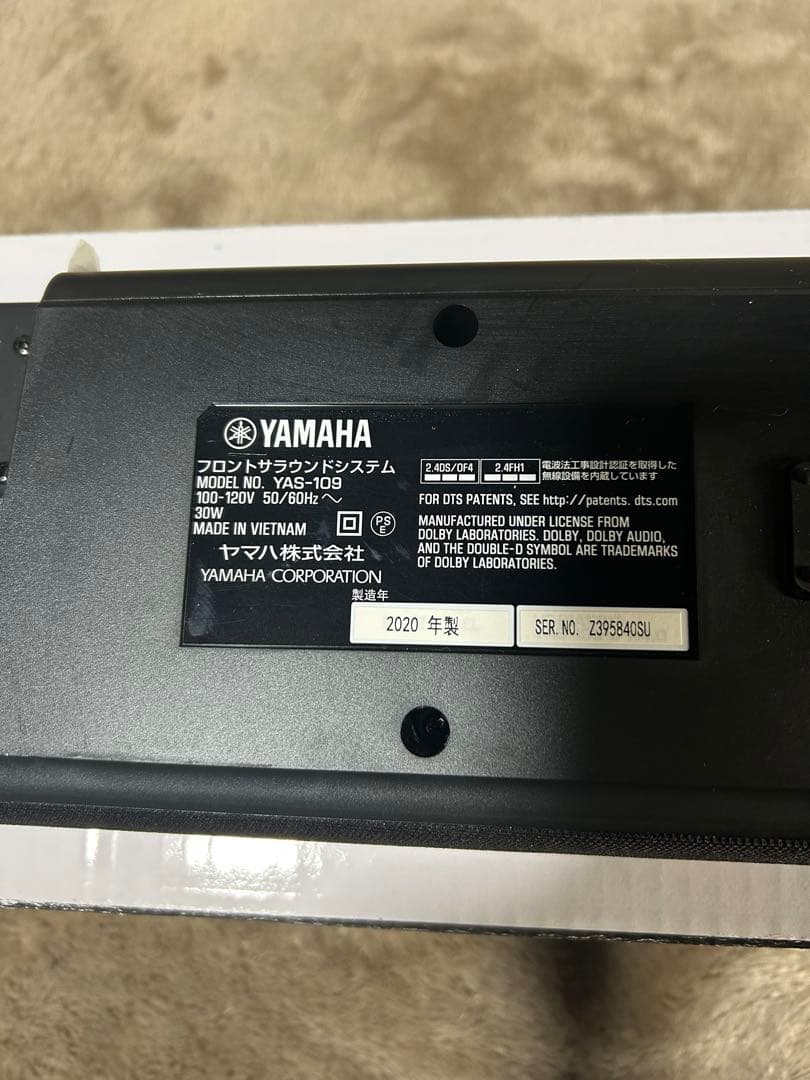 YAMAHA
フロントサラウンドシステム
MODEL NO. YAS-109
100-120V 50/60Hz ～
30W
MADE IN VIETNAM
PS
E
ヤマハ株式会社
YAMAHA CORPORATION
2.4DS/OF4
2.4FH1
電波法工事設計認証を取得した
無線設備を内蔵しています
FOR DTS PATENTS, SEE http://patents. dts.com
MANUFACTURED UNDER LICENSE FROM
DOLBY LABORATORIES. DOLBY, DOLBY AUDIO,
AND THE DOUBLE-D SYMBOL ARE TRADEMARKS
OF DOLBY LABORATORIES.
製造年
2020 年製
SER. NO. Z395840SU